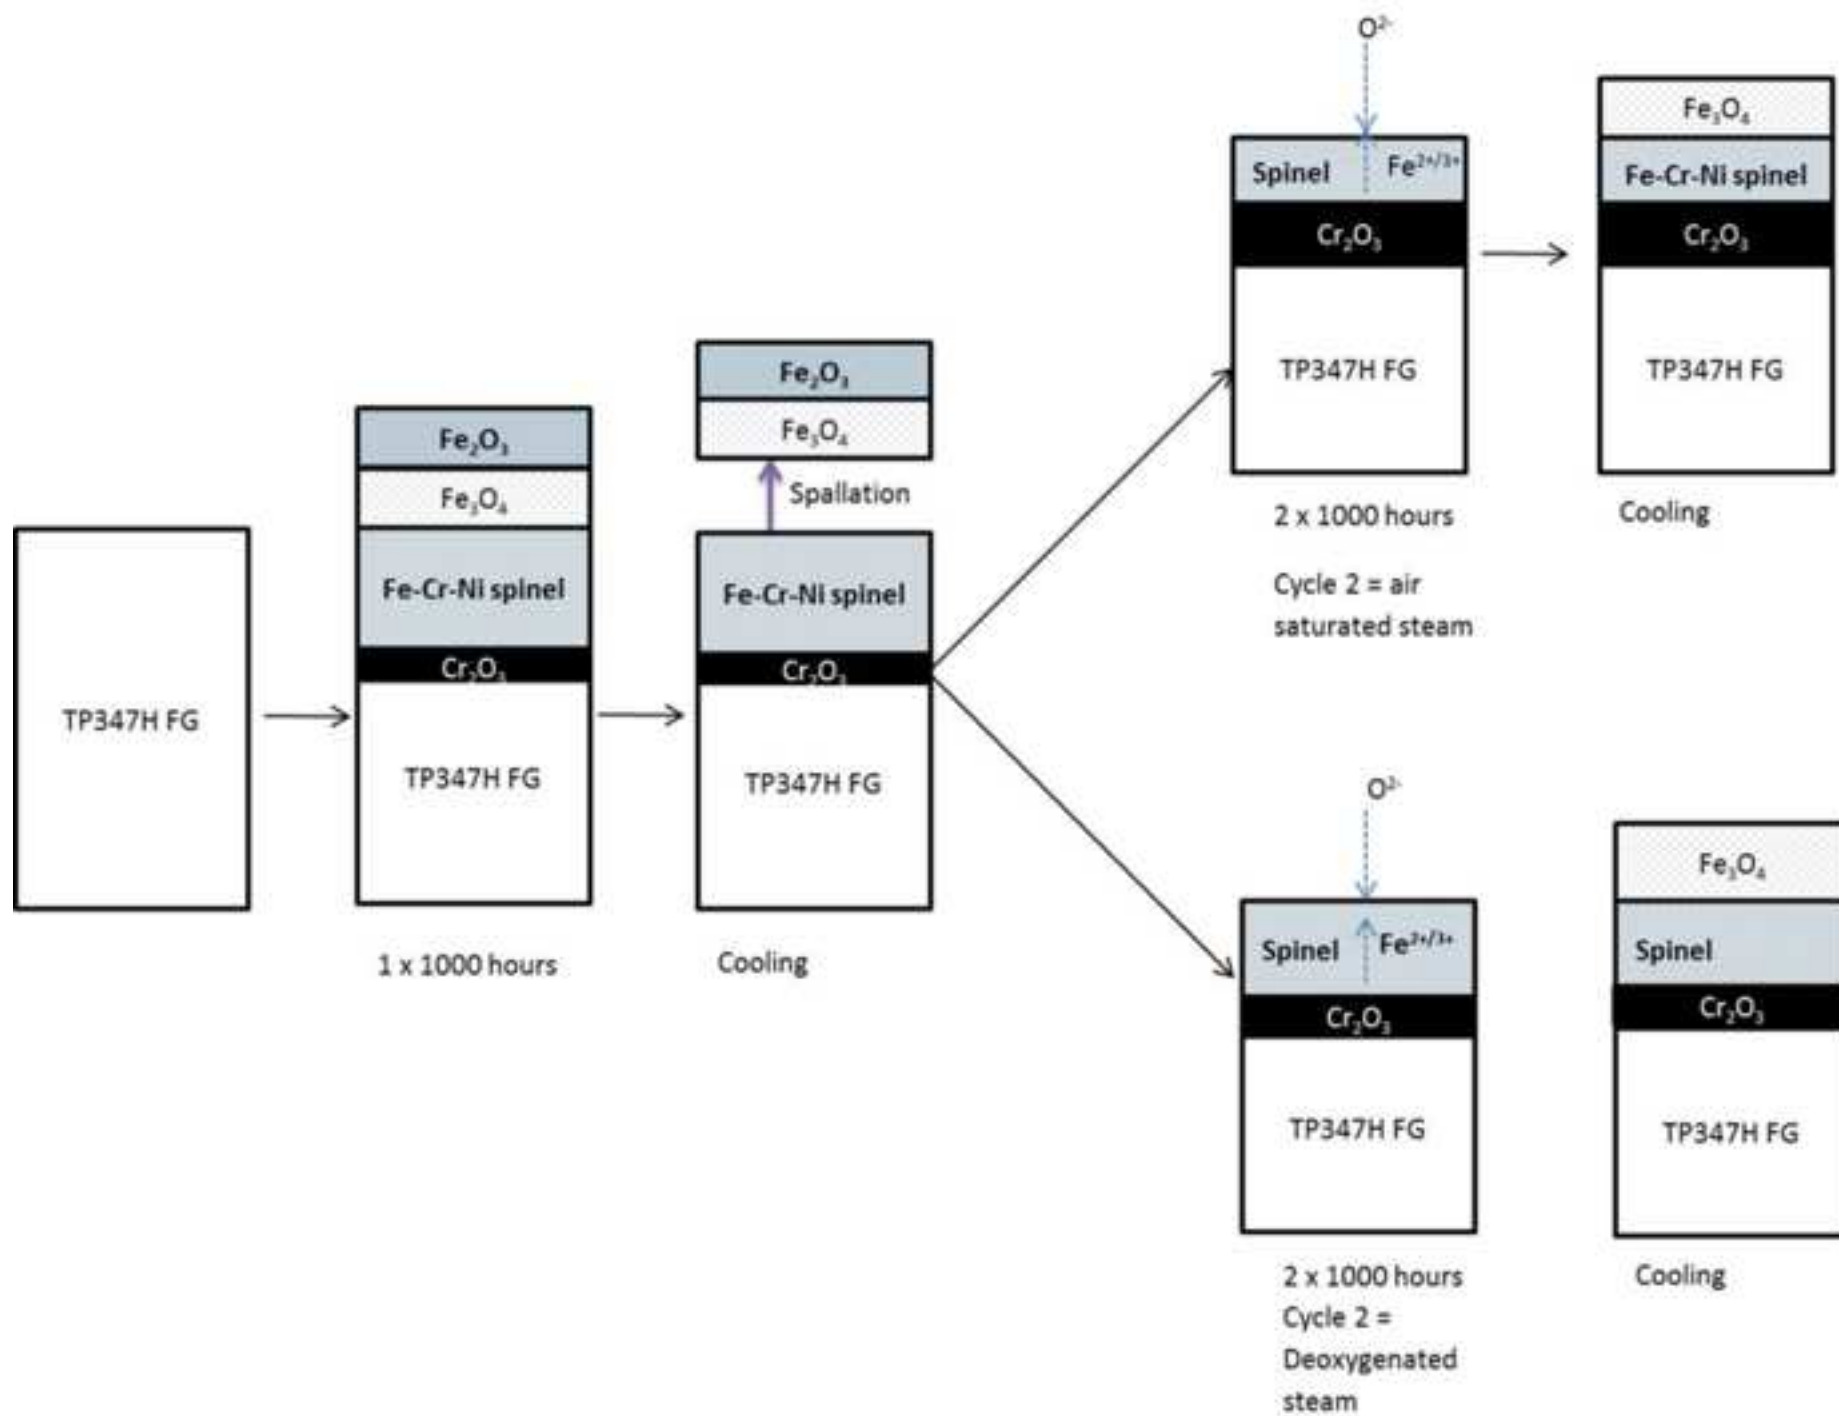 TP347H FG
Fe₂O₃
Fe₃O₄
Fe-Cr-Ni spinel
Cr₂O₃
TP347H FG
1 x 1000 hours
Fe₂O₃
Fe₃O₄
Spallation
Fe-Cr-Ni spinel
Cr₂O₃
TP347H FG
Cooling
O²⁻
Spinel Fe²⁺/³⁺
Cr₂O₃
TP347H FG
2 x 1000 hours
Cycle 2 = air
saturated steam
Fe₃O₄
Fe-Cr-Ni spinel
Cr₂O₃
TP347H FG
Cooling
O²⁻
Spinel Fe²⁺/³⁺
Cr₂O₃
TP347H FG
2 x 1000 hours
Cycle 2 =
Deoxygenated
steam
Fe₃O₄
Spinel
Cr₂O₃
TP347H FG
Cooling